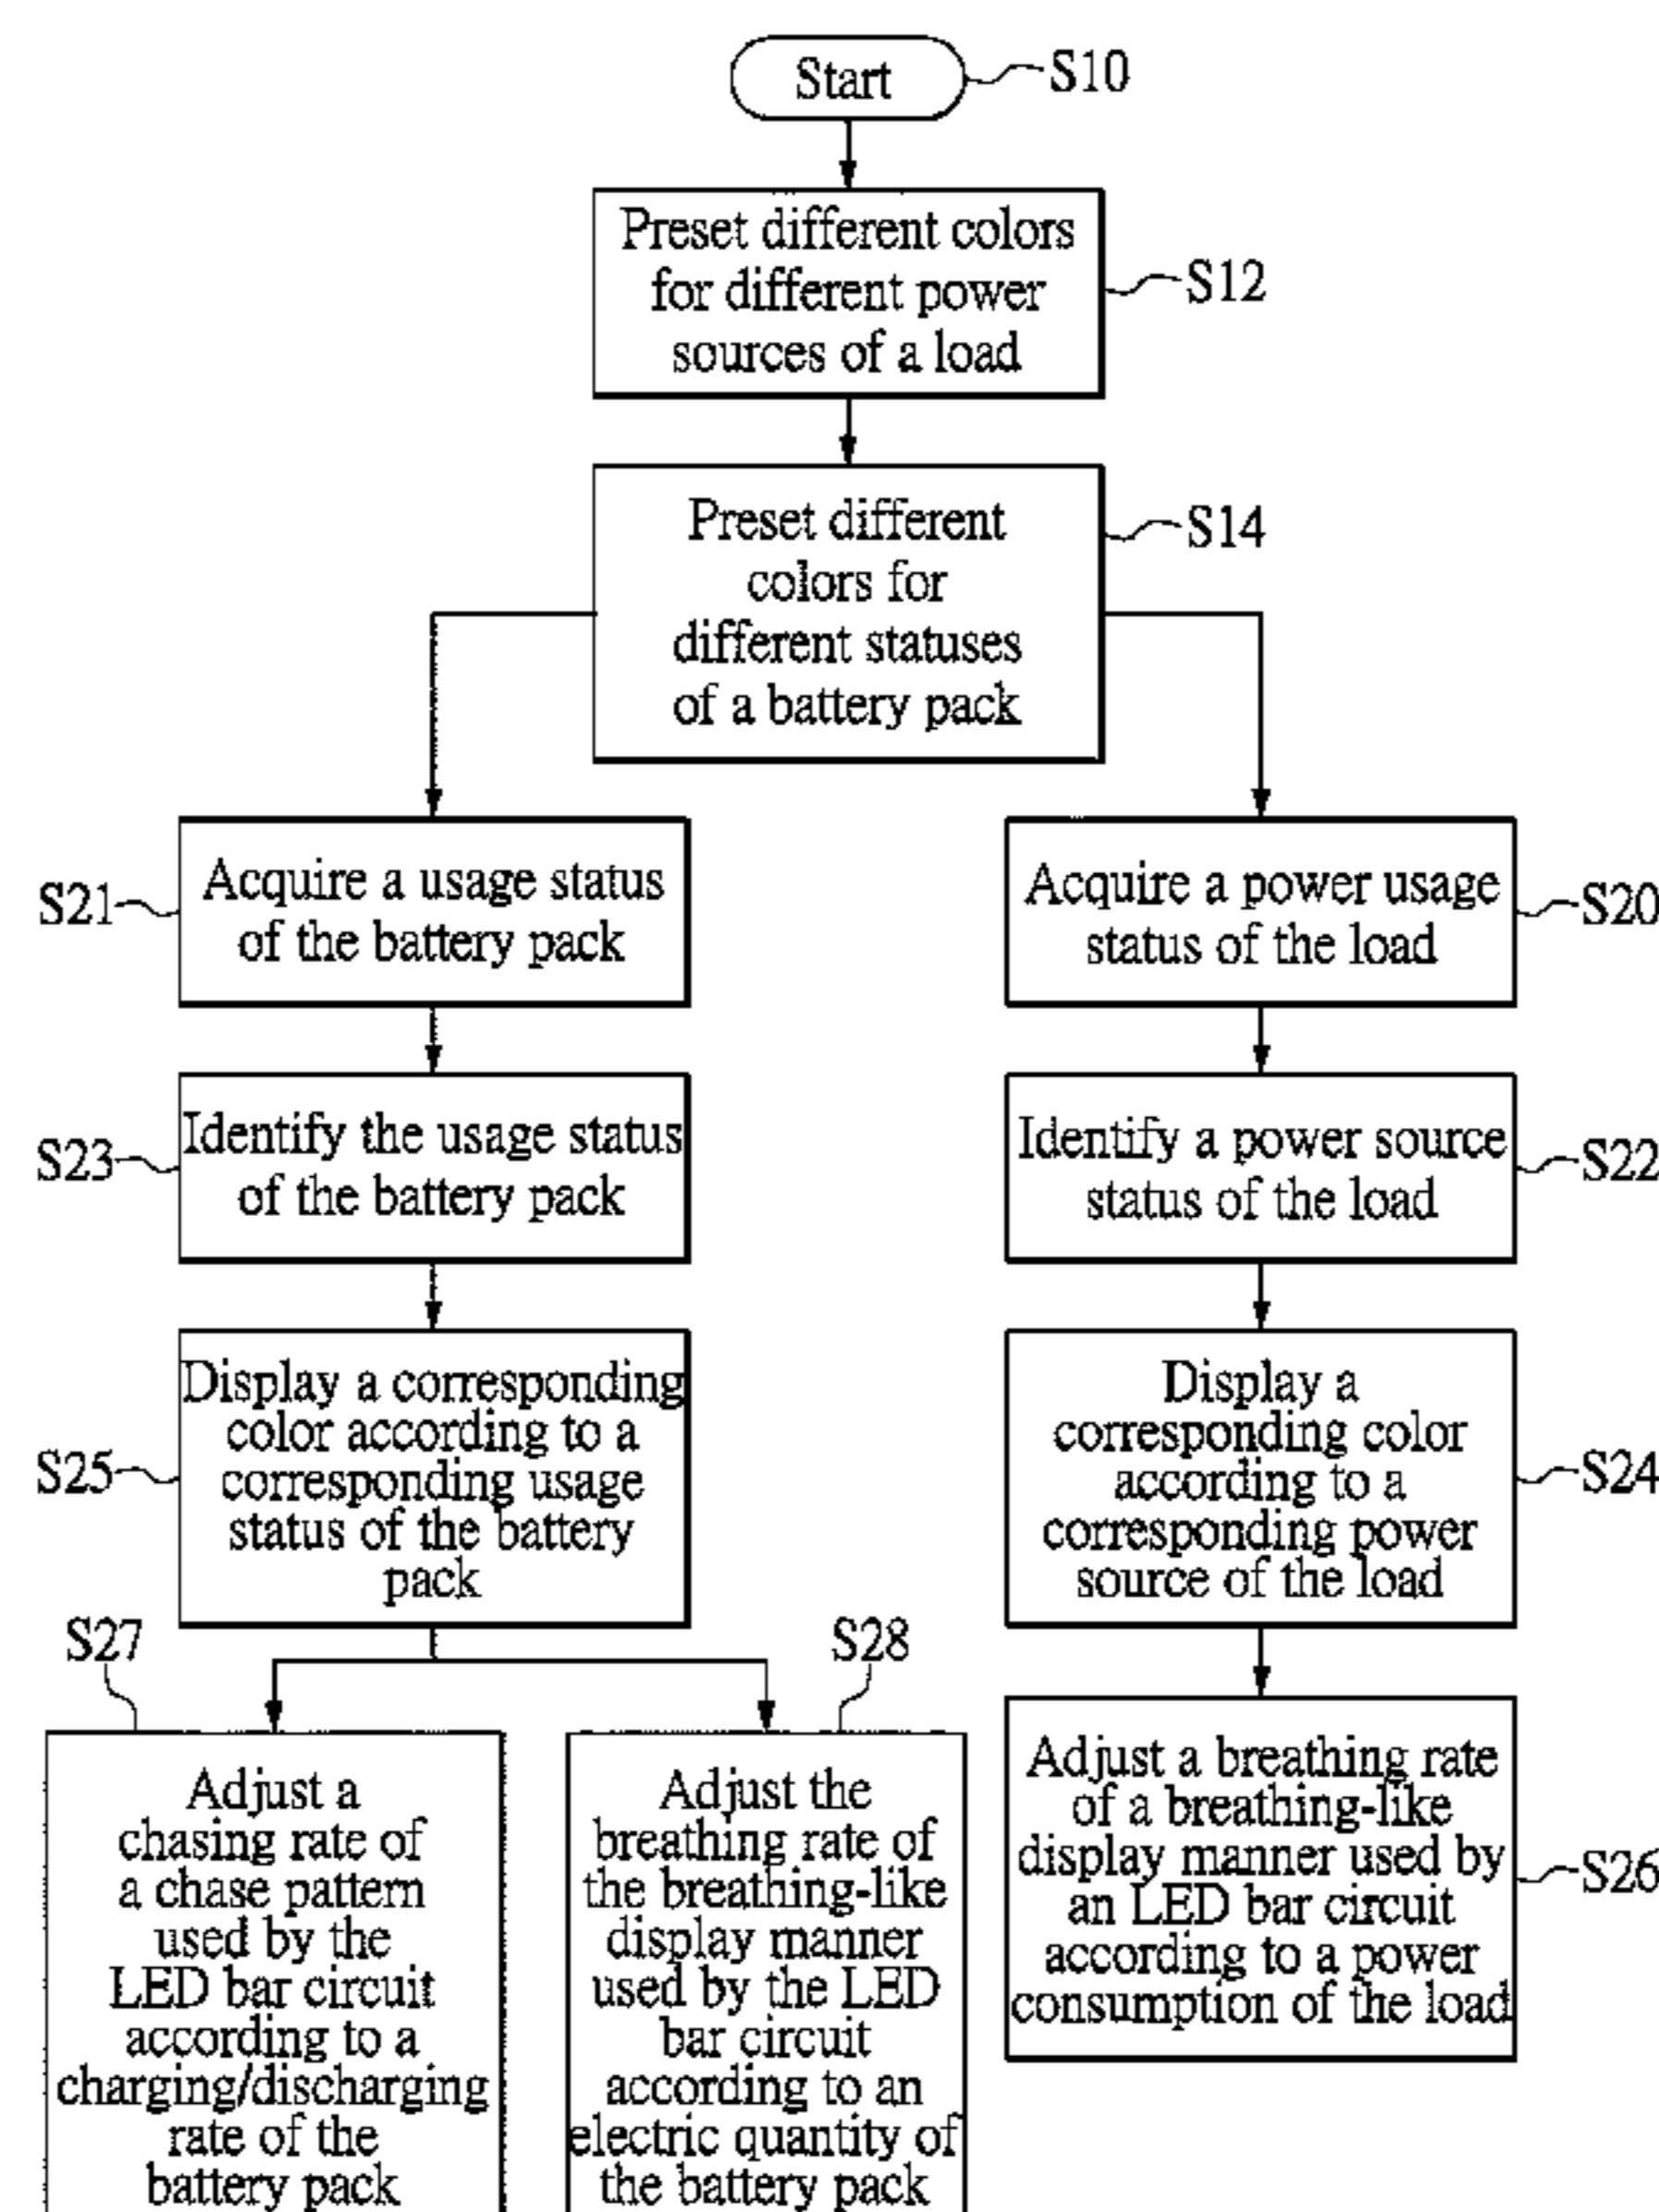 Start
S10
Preset different colors
for different power
sources of a load
S12
Preset different
colors for
different statuses
of a battery pack
S14
S21
Acquire a usage status
of the battery pack
Acquire a power usage
status of the load
S20
S23
Identify the usage status
of the battery pack
Identify a power source
status of the load
S22
S25
Display a corresponding
color according to a
corresponding usage
status of the battery
pack
Display a
corresponding color
according to a
corresponding power
source of the load
S24
S27
Adjust a
chasing rate of
a chase pattern
used by the
LED bar circuit
according to a
charging/discharging
rate of the
battery pack
S28
Adjust the
breathing rate of
the breathing-like
display manner
used by the LED
bar circuit
according to an
electric quantity of
the battery pack
Adjust a breathing rate
of a breathing-like
display manner used by
an LED bar circuit
according to a power
consumption of the load
S26